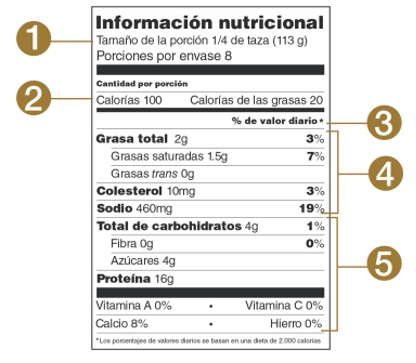 Información nutricional
1 Tamaño de la porción 1/4 de taza (113 g)
Porciones por envase 8
Cantidad por porción
2 Calorías 100 Calorías de las grasas 20
% de valor diario* 3
Grasa total 2g 3%
Grasas saturadas 1.5g 7%
Grasas trans 0g 4
Colesterol 10mg 3%
Sodio 460mg 19%
Total de carbohidratos 4g 1%
Fibra 0g 0%
Azúcares 4g 5
Proteína 16g
Vitamina A 0% • Vitamina C 0%
Calcio 8% • Hierro 0%
*Los porcentajes de valores diarios se basan en una dieta de 2.000 calorías